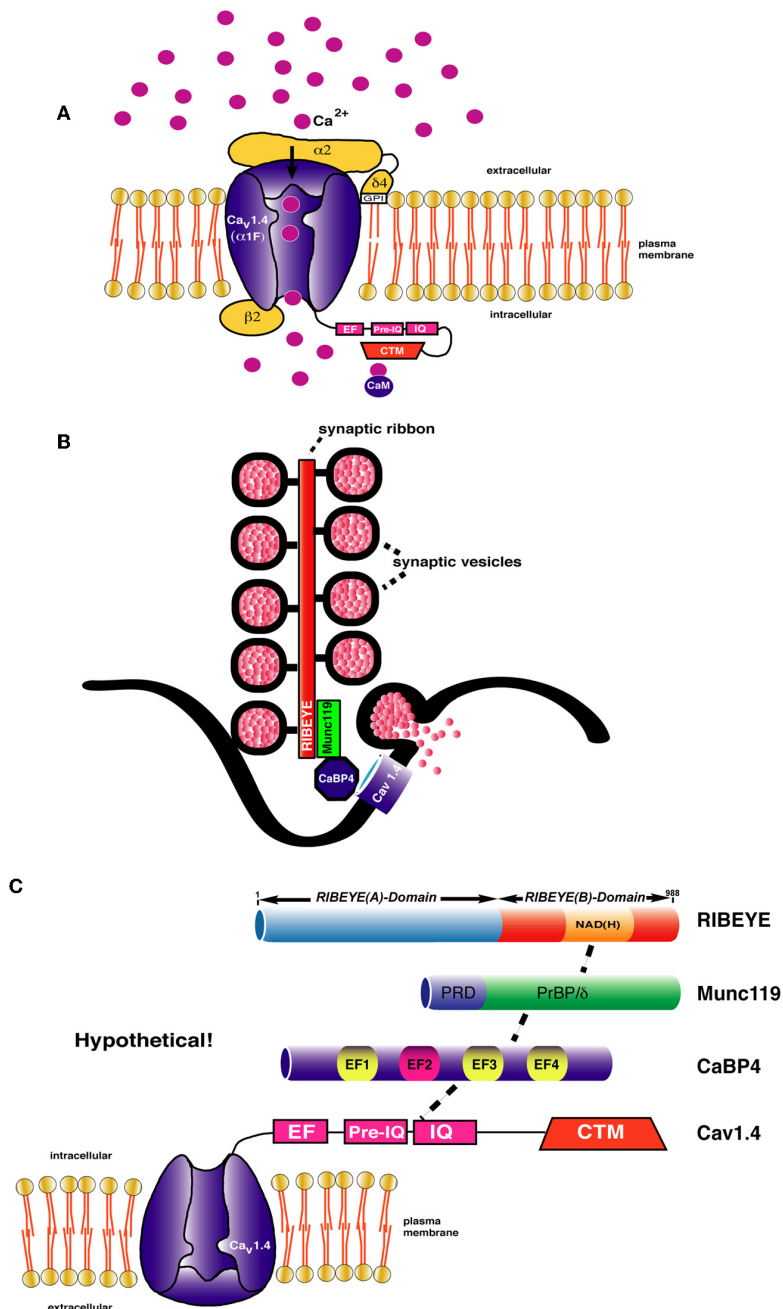 A
Ca2+
α2
extracellular
δ4
GPI
Cav1.4
(α1F)
plasma
membrane
intracellular
β2
EF
Pre-IQ
IQ
CTM
CaM
B
synaptic ribbon
synaptic vesicles
RIBEYE
Munc119
CaBP4
Cav 1.4
C
1
RIBEYE(A)-Domain
RIBEYE(B)-Domain
988
NAD(H)
RIBEYE
PRD
PrBP/δ
Munc119
Hypothetical!
EF1
EF2
EF3
EF4
CaBP4
EF
Pre-IQ
IQ
CTM
Cav1.4
intracellular
plasma
membrane
Cav1.4
extracellular